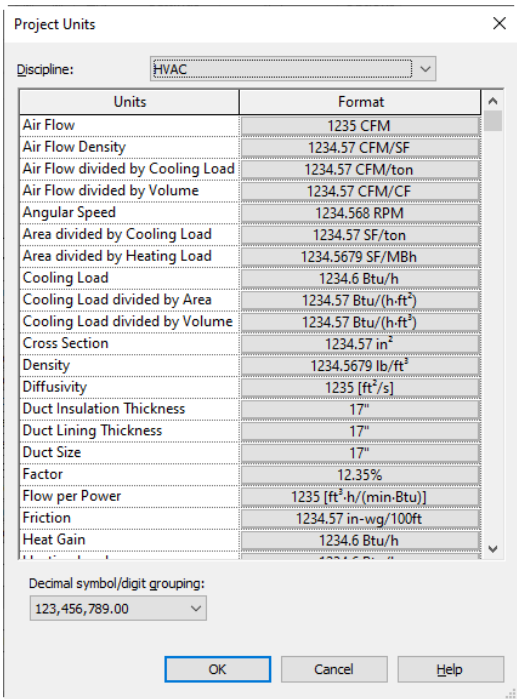 Project Units
Discipline: HVAC
Units Format
Air Flow 1235 CFM
Air Flow Density 1234.57 CFM/SF
Air Flow divided by Cooling Load 1234.57 CFM/ton
Air Flow divided by Volume 1234.57 CFM/CF
Angular Speed 1234.568 RPM
Area divided by Cooling Load 1234.57 SF/ton
Area divided by Heating Load 1234.5679 SF/MBh
Cooling Load 1234.6 Btu/h
Cooling Load divided by Area 1234.57 Btu/(h·ft²)
Cooling Load divided by Volume 1234.57 Btu/(h·ft³)
Cross Section 1234.57 in²
Density 1234.5679 lb/ft³
Diffusivity 1235 [ft²/s]
Duct Insulation Thickness 17"
Duct Lining Thickness 17"
Duct Size 17"
Factor 12.35%
Flow per Power 1235 [ft³·h/(min·Btu)]
Friction 1234.57 in-wg/100ft
Heat Gain 1234.6 Btu/h
Decimal symbol/digit grouping:
123,456,789.00
OK Cancel Help